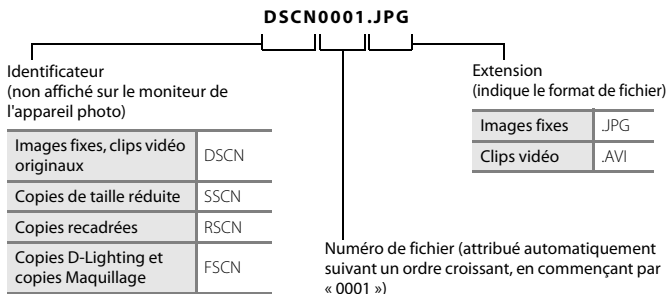 DSCN0001.JPG
Identificateur
(non affiché sur le moniteur de
l'appareil photo)
Images fixes, clips vidéo
originaux
DSCN
Copies de taille réduite
SSCN
Copies recadrées
RSCN
Copies D-Lighting et
copies Maquillage
FSCN
Extension
(indique le format de fichier)
Images fixes
.JPG
Clips vidéo
.AVI
Numéro de fichier (attribué automatiquement
suivant un ordre croissant, en commençant par
« 0001 »)